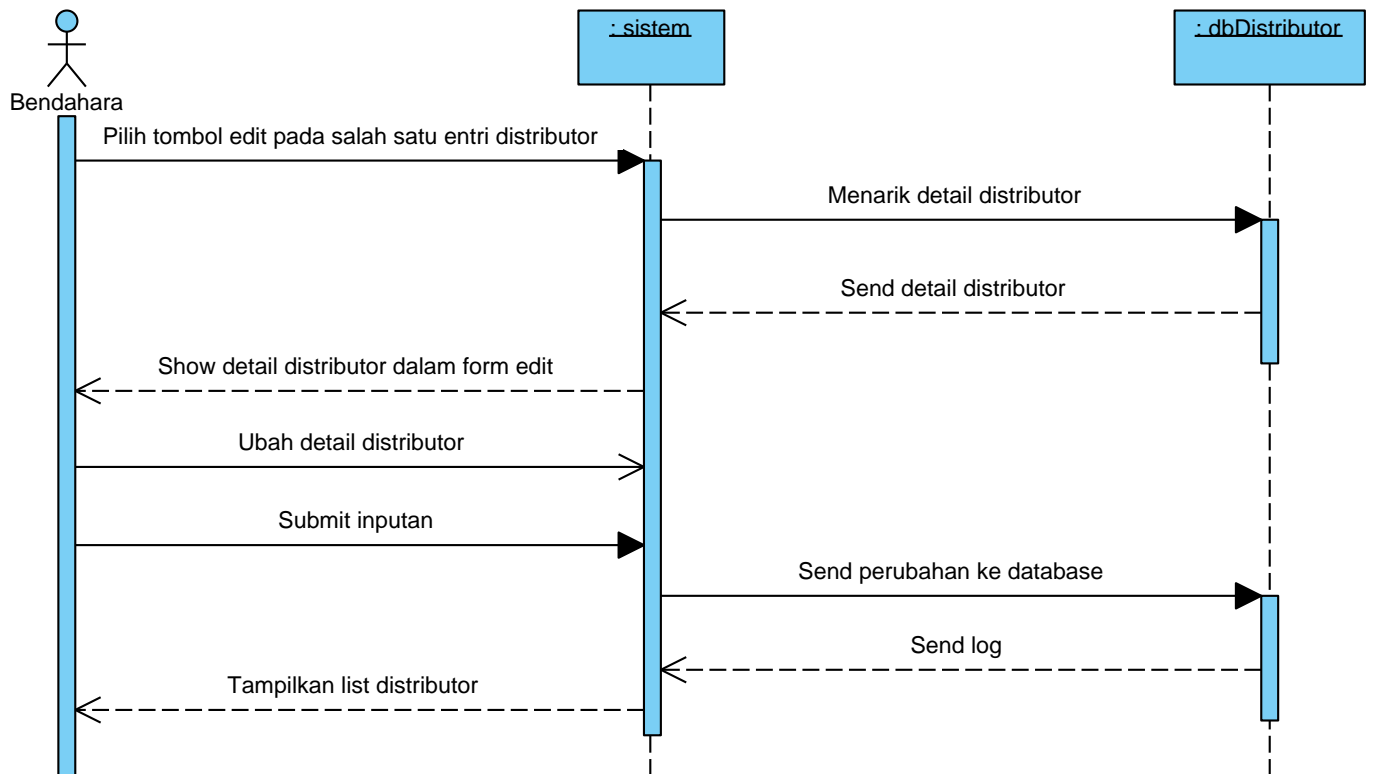 : sistem
: dbDistributor
Bendahara
Pilih tombol edit pada salah satu entri distributor
Menarik detail distributor
Send detail distributor
Show detail distributor dalam form edit
Ubah detail distributor
Submit inputan
Send perubahan ke database
Send log
Tampilkan list distributor